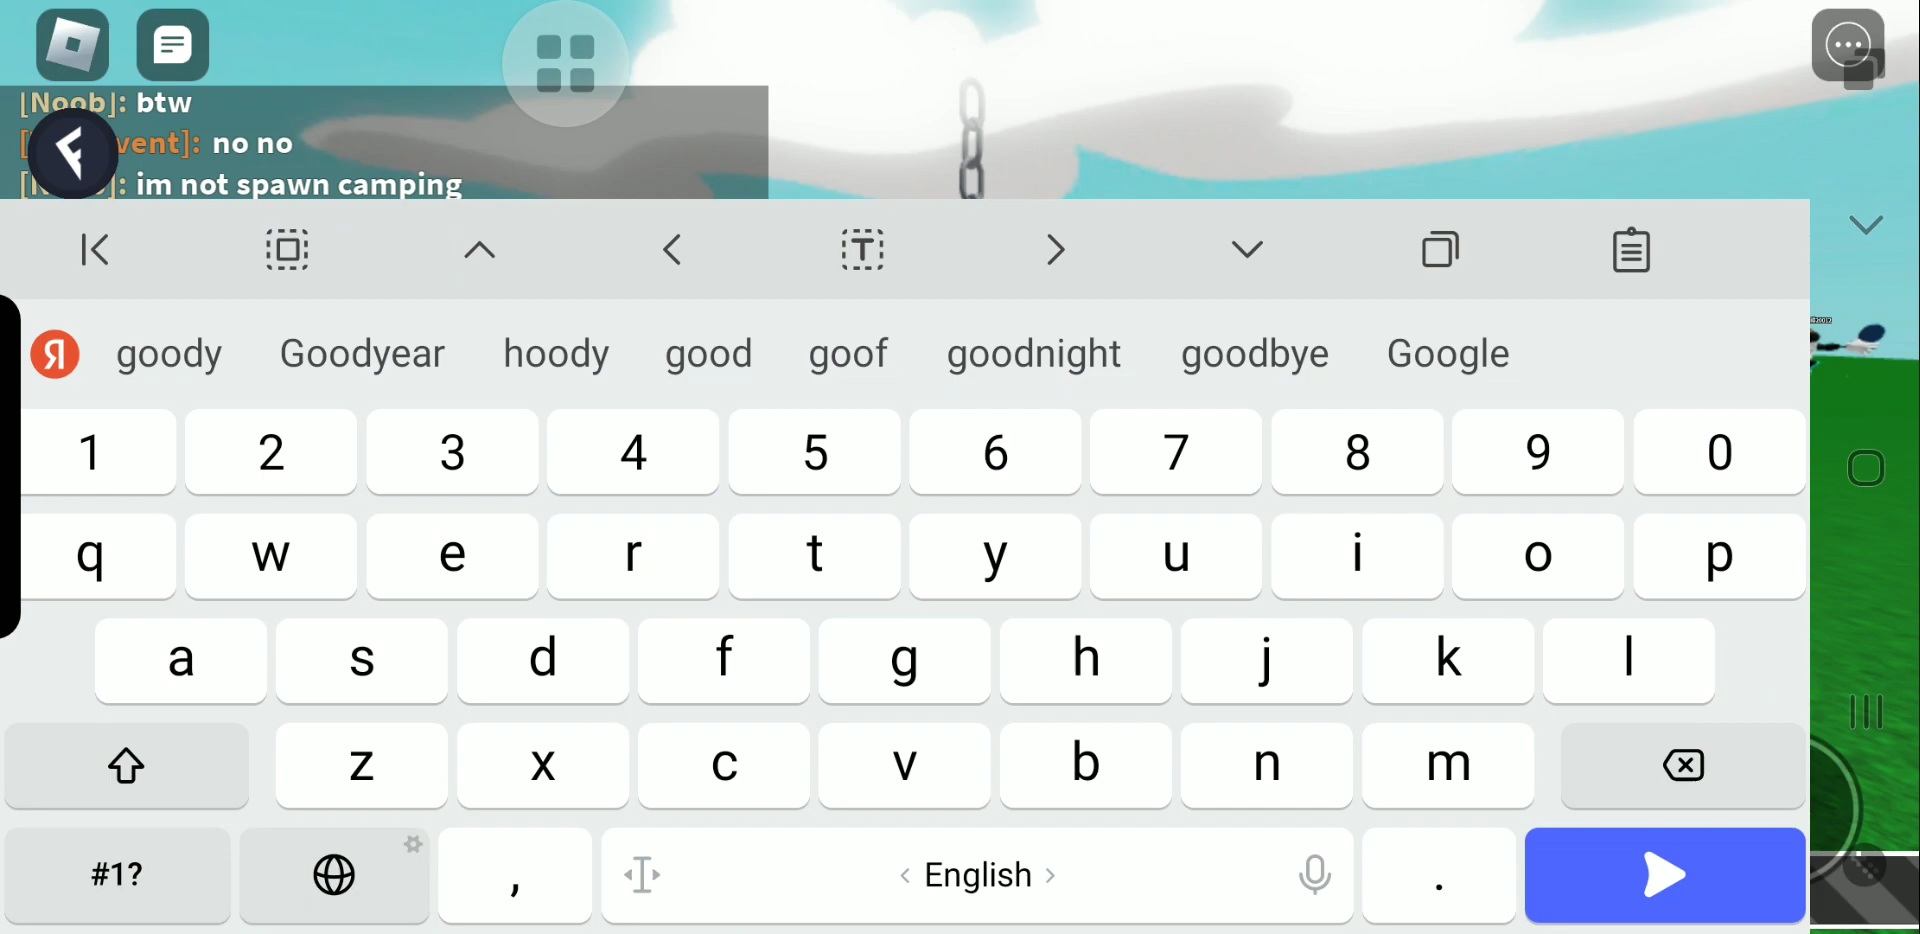 [Noob]: btw
vent]: no no
]: im not spawn camping
Я goody Goodyear hoody good goof goodnight goodbye Google
1 2 3 4 5 6 7 8 9 0
q w e r t y u i o p
a s d f g h j k l
z x c v b n m
#1? , English .